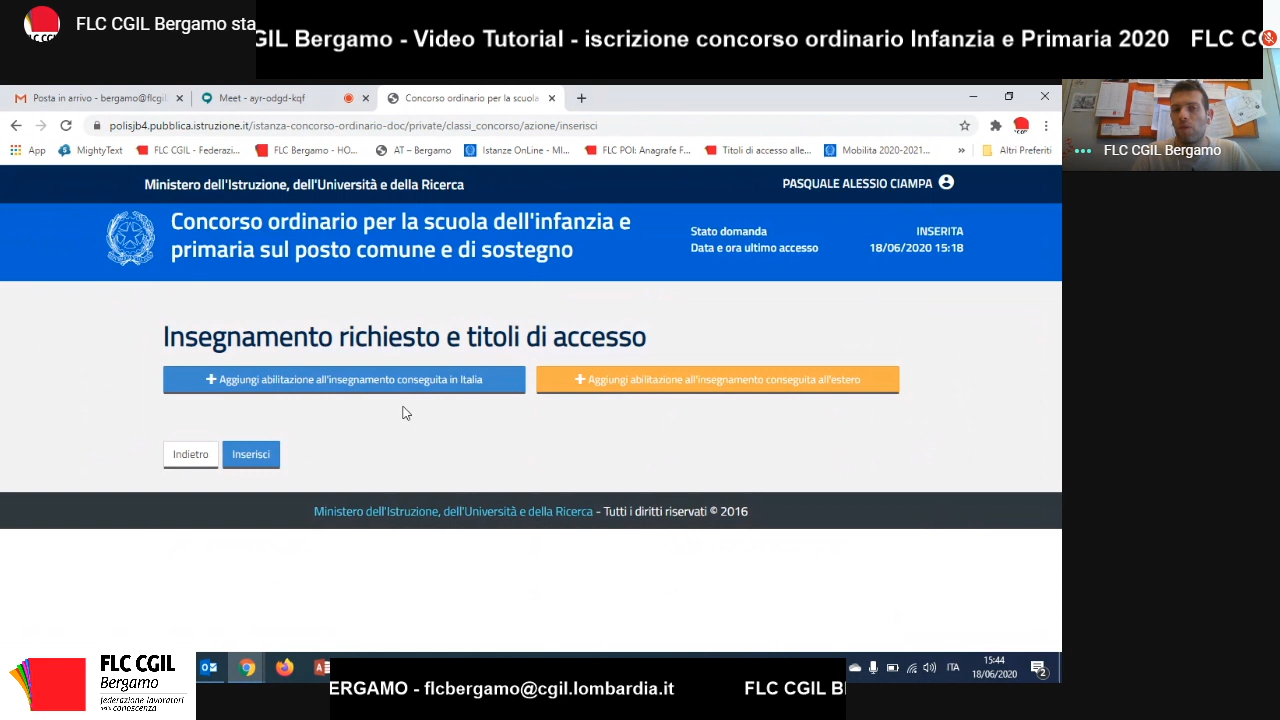 FLC CGIL Bergamo sta
GIL Bergamo - Video Tutorial - iscrizione concorso ordinario Infanzia e Primaria 2020 FLC CG
Posta in arrivo - bergamo@flcgil
Meet - ayr-odgd-kqf
Concorso ordinario per la scuola
polisjb4.pubblica.istruzione.it/istanza-concorso-ordinario-doc/private/classi_concorso/azione/inserisci
App MightyText FLC CGIL - Federazi... FLC Bergamo - HO... AT – Bergamo Istanze OnLine - MI... FLC POI: Anagrafe F... Titoli di accesso alle... Mobilita 2020-2021... » Altri Preferiti
FLC CGIL Bergamo
Ministero dell'Istruzione, dell'Università e della Ricerca
PASQUALE ALESSIO CIAMPA
Concorso ordinario per la scuola dell'infanzia e
primaria sul posto comune e di sostegno
Stato domanda INSERITA
Data e ora ultimo accesso 18/06/2020 15:18
Insegnamento richiesto e titoli di accesso
+ Aggiungi abilitazione all'insegnamento conseguita in Italia
+ Aggiungi abilitazione all'insegnamento conseguita all'estero
Indietro
Inserisci
Ministero dell'Istruzione, dell'Università e della Ricerca - Tutti i diritti riservati © 2016
FLC CGIL
Bergamo
federazione lavoratori
della conoscenza
ITA
15:44
18/06/2020
2
ERGAMO - flcbergamo@cgil.lombardia.it FLC CGIL B